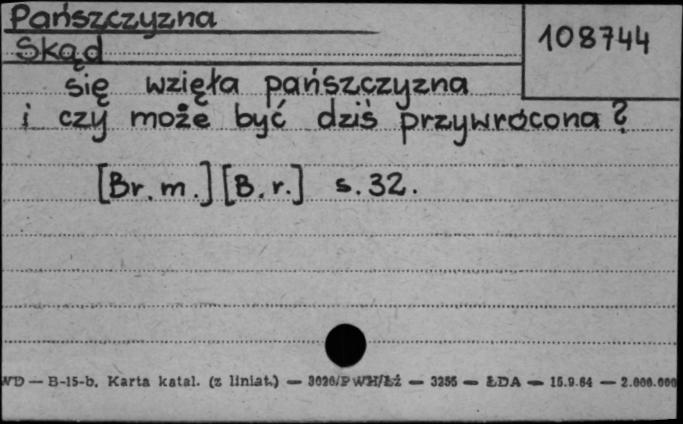 Pańszczyzna
108744
Skąd
się wzięła pańszczyzna
i czy może być dziś przywrócona?
[Br. m.] [B. r.] s. 32.
WD — B-15-b. Karta katal. (z liniat.) — 3026/PWH/Łż — 3255 — ŁDA — 15.9.64 — 2.000.000